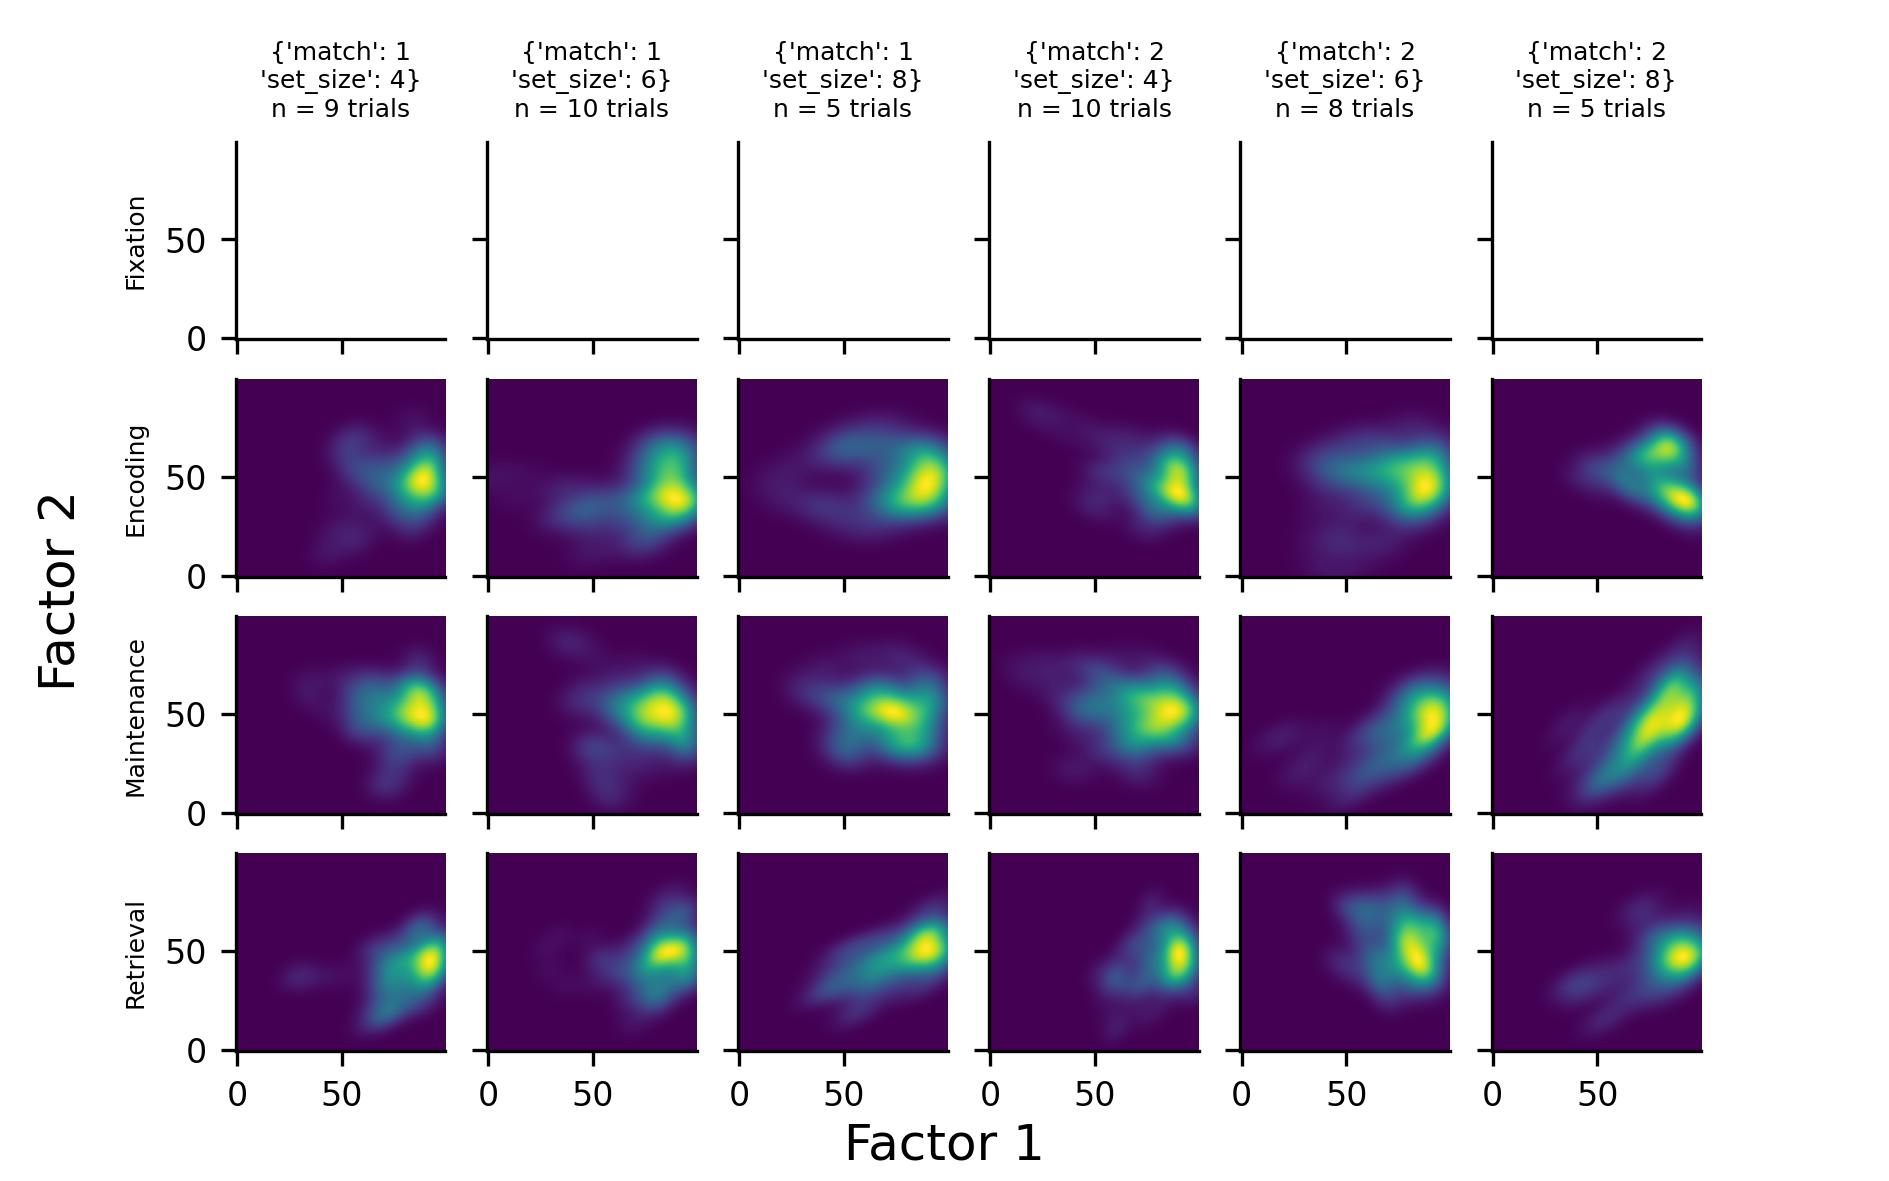 {'match': 1
'set_size': 4}
n = 9 trials
{'match': 1
'set_size': 6}
n = 10 trials
{'match': 1
'set_size': 8}
n = 5 trials
{'match': 2
'set_size': 4}
n = 10 trials
{'match': 2
'set_size': 6}
n = 8 trials
{'match': 2
'set_size': 8}
n = 5 trials
Factor 2
Fixation
50
0
Encoding
50
0
Maintenance
50
0
Retrieval
50
0
0 50 0 50 0 50 0 50 0 50 0 50
Factor 1